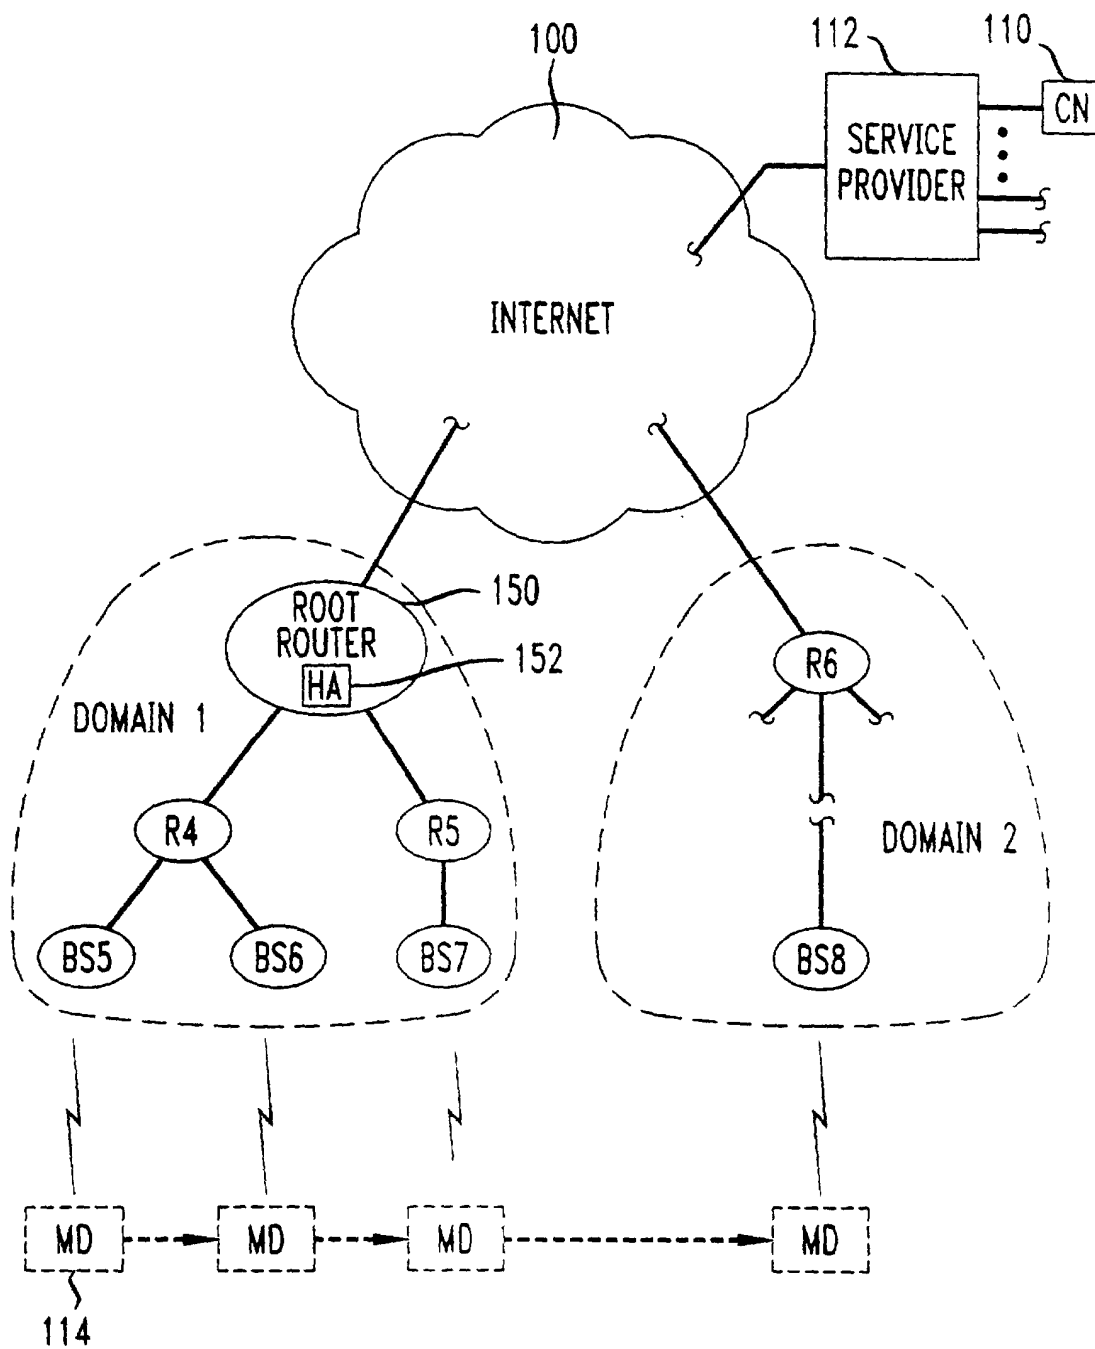 100
112
110
CN
SERVICE
PROVIDER
INTERNET
ROOT
ROUTER
HA
150
152
R6
DOMAIN 1
R4
R5
DOMAIN 2
BS5
BS6
BS7
BS8
MD
MD
MD
MD
114